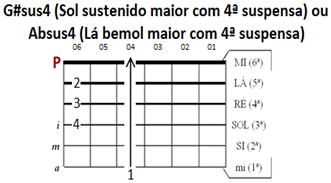 G#sus4 (Sol sustenido maior com 4ª suspensa) ou
Absus4 (Lá bemol maior com 4ª suspensa)
06 05 04 03 02 01
P MI (6ª)
2 LÁ (5ª)
3 RÉ (4ª)
i 4 SOL (3ª)
m SI (2ª)
a mi (1ª)
1